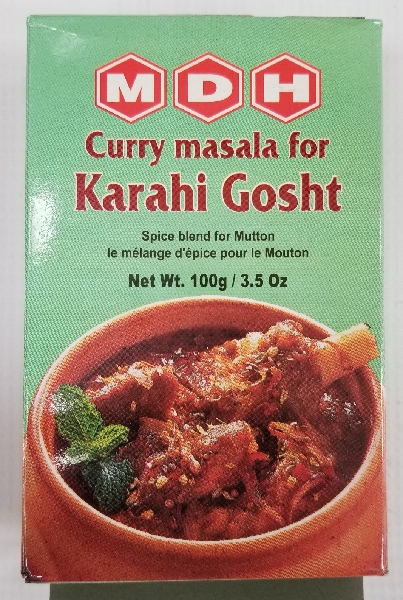 MDH
Curry masala for
Karahi Gosht
Spice blend for Mutton
le mélange d'épice pour le Mouton
Net Wt. 100g / 3.5 Oz